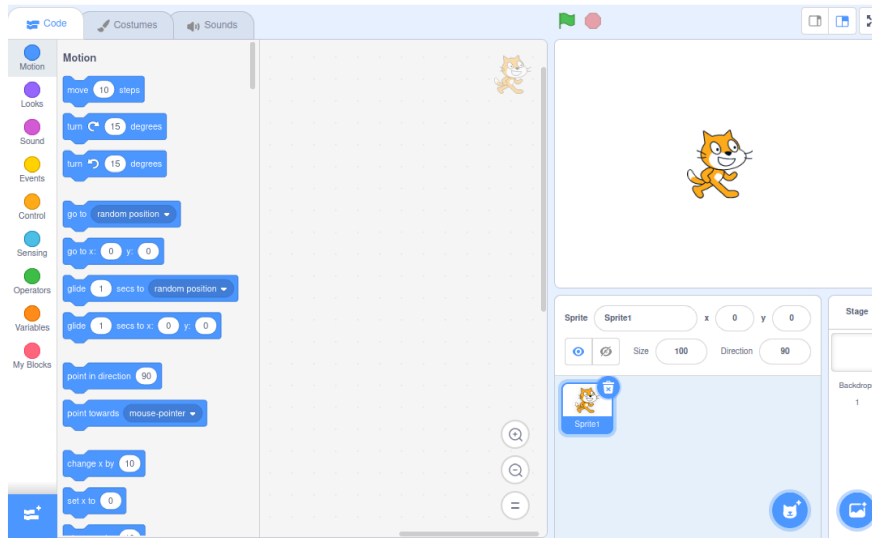 Code
Costumes
Sounds
Motion
Looks
Sound
Events
Control
Sensing
Operators
Variables
My Blocks
Motion
move 10 steps
turn 15 degrees
turn 15 degrees
go to random position
go to x: 0 y: 0
glide 1 secs to random position
glide 1 secs to x: 0 y: 0
point in direction 90
point towards mouse-pointer
change x by 10
set x to 0
Sprite Sprite1 x 0 y 0
Size 100 Direction 90
Sprite1
Stage
Backdrop
1